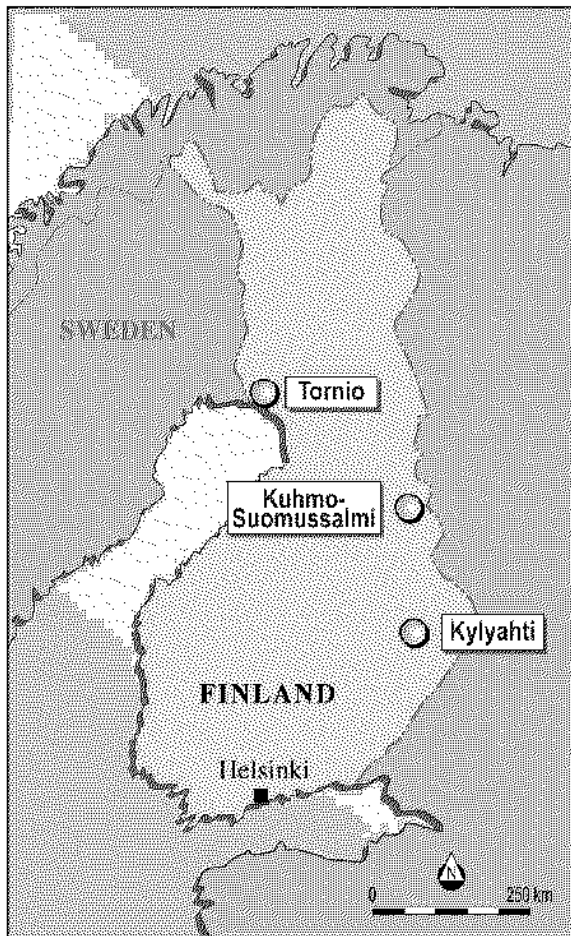 SWEDEN
Tornio
Kuhmo-
Suomussalmi
Kylyahti
FINLAND
Helsinki
N
0 250 km